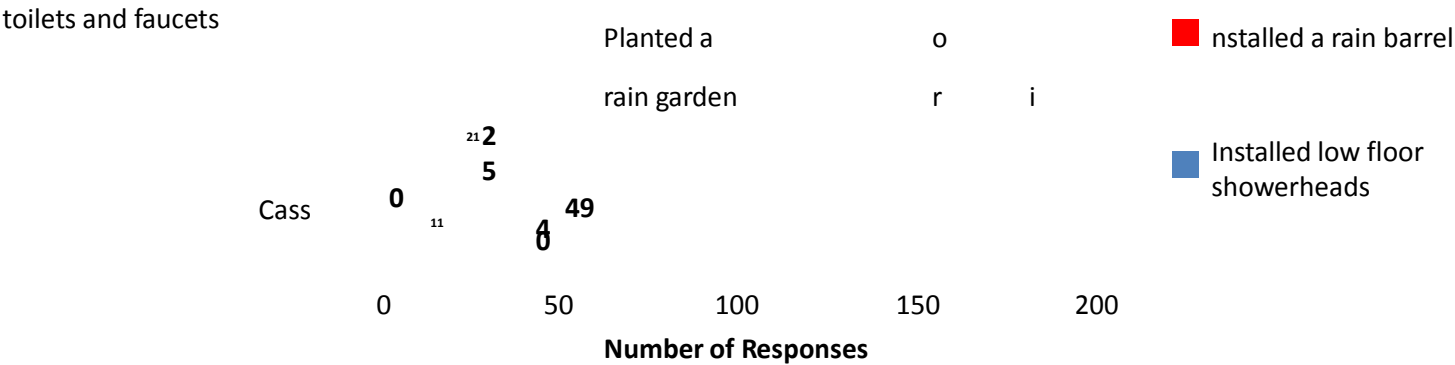 toilets and faucets
Planted a o
nstalled a rain barrel
rain garden r i
21 2
5
Installed low floor
showerheads
0
Cass
49
11
4
0
0 50 100 150 200
Number of Responses